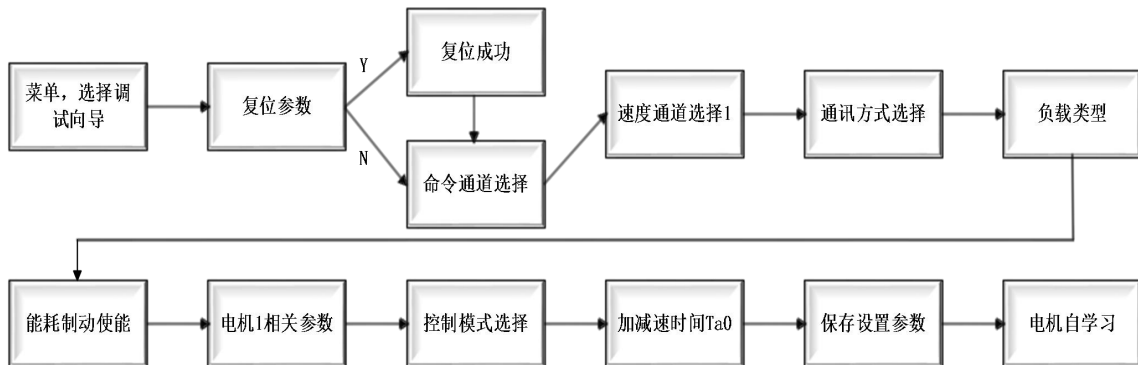 菜单，选择调
试向导
复位参数
Y
N
复位成功
命令通道选择
速度通道选择1
通讯方式选择
负载类型
能耗制动使能
电机1相关参数
控制模式选择
加减速时间Ta0
保存设置参数
电机自学习